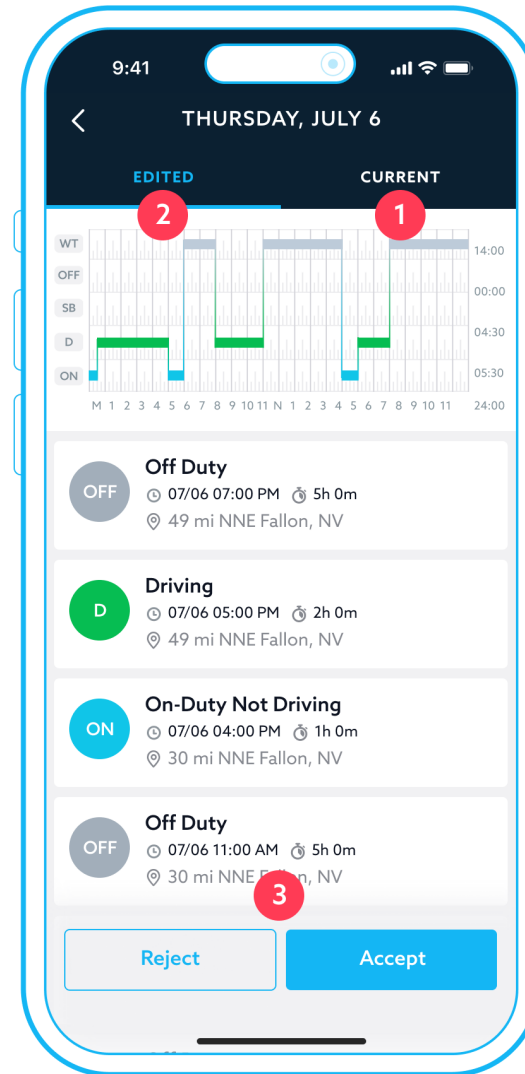 9:41
THURSDAY, JULY 6
EDITED CURRENT
2 1
WT 14:00
OFF 00:00
SB
D 04:30
ON 05:30
M 1 2 3 4 5 6 7 8 9 10 11 N 1 2 3 4 5 6 7 8 9 10 11 24:00
Off Duty
OFF 07/06 07:00 PM 5h 0m
49 mi NNE Fallon, NV
Driving
D 07/06 05:00 PM 2h 0m
49 mi NNE Fallon, NV
On-Duty Not Driving
ON 07/06 04:00 PM 1h 0m
30 mi NNE Fallon, NV
Off Duty
OFF 07/06 11:00 AM 5h 0m
30 mi NNE NV
3
Reject Accept